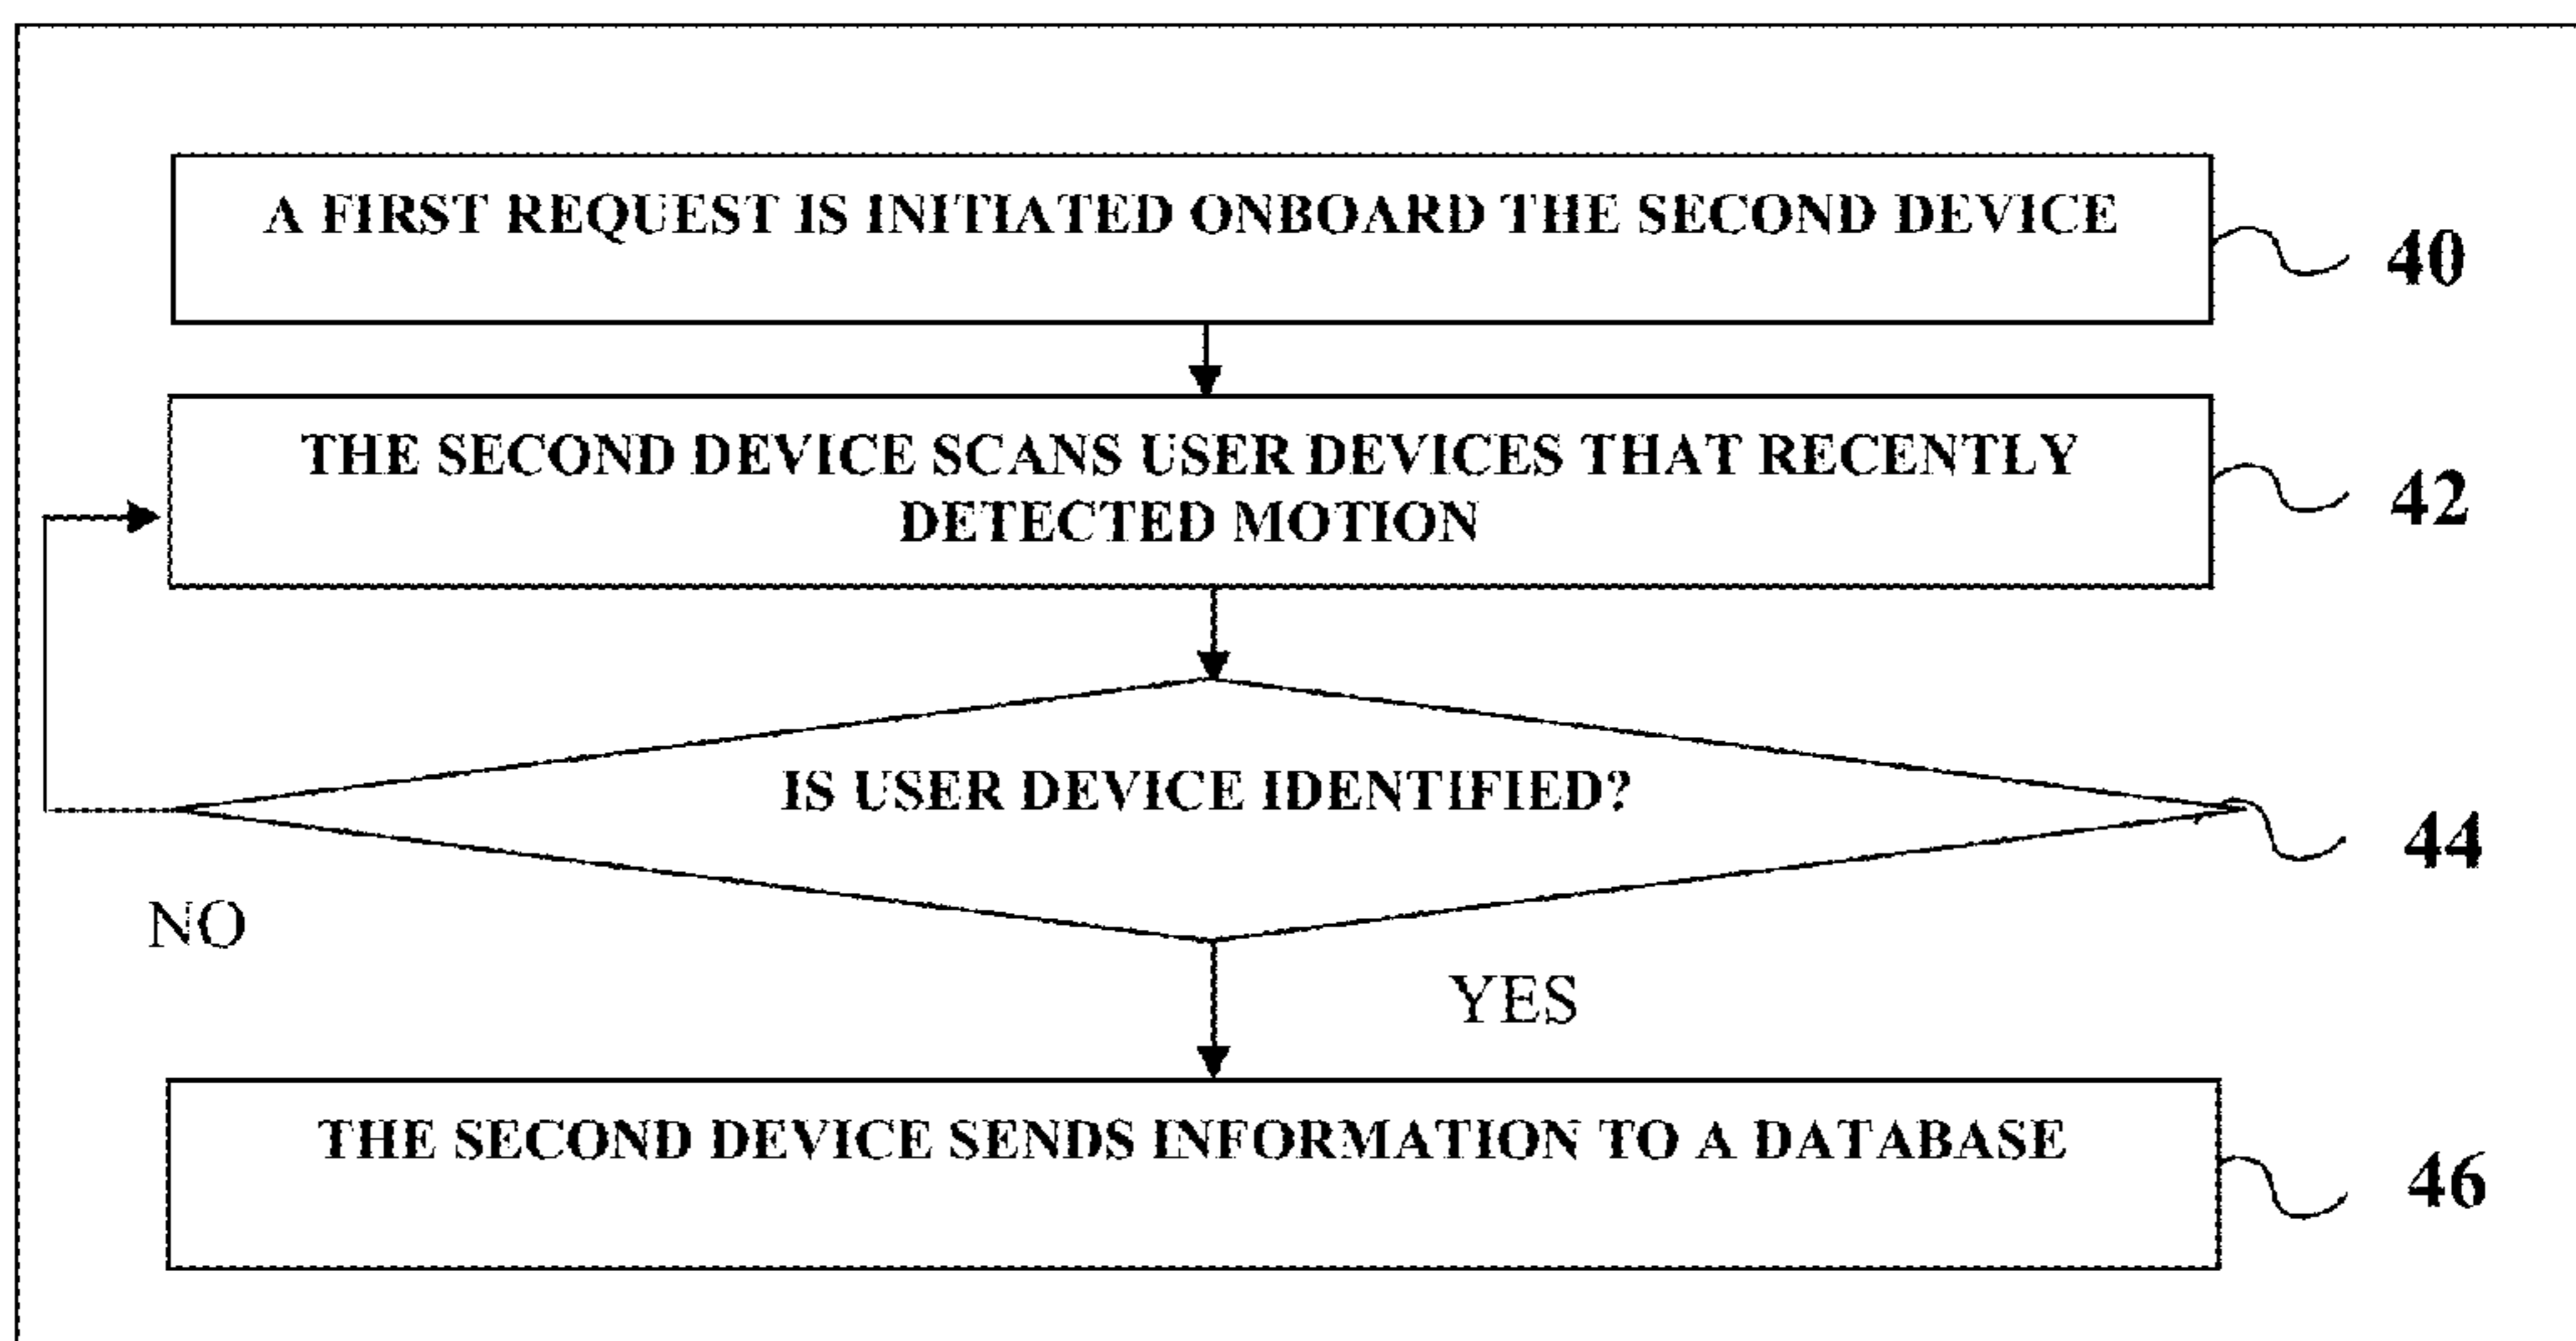 A FIRST REQUEST IS INITIATED ONBOARD THE SECOND DEVICE
40
THE SECOND DEVICE SCANS USER DEVICES THAT RECENTLY
DETECTED MOTION
42
IS USER DEVICE IDENTIFIED?
44
NO
YES
THE SECOND DEVICE SENDS INFORMATION TO A DATABASE
46